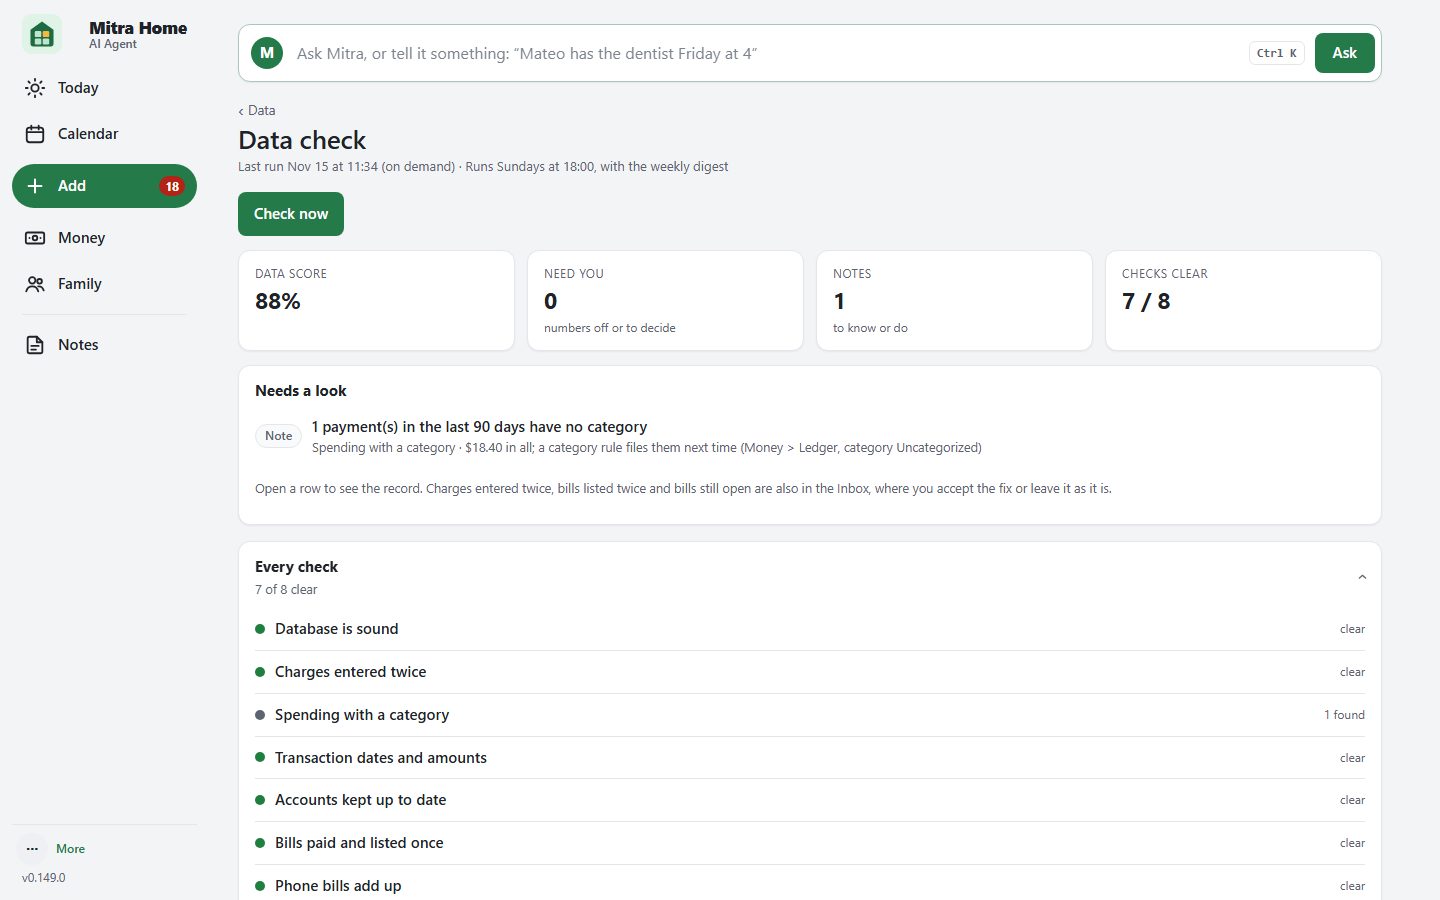 Mitra Home
AI Agent
Today
Calendar
Add
18
Money
Family
Notes
More
v0.149.0
M
Ask Mitra, or tell it something: “Mateo has the dentist Friday at 4”
Ctrl K
Ask
‹ Data
Data check
Last run Nov 15 at 11:34 (on demand) · Runs Sundays at 18:00, with the weekly digest
Check now
DATA SCORE
88%
NEED YOU
0
numbers off or to decide
NOTES
1
to know or do
CHECKS CLEAR
7 / 8
Needs a look
Note
1 payment(s) in the last 90 days have no category
Spending with a category · $18.40 in all; a category rule files them next time (Money > Ledger, category Uncategorized)
Open a row to see the record. Charges entered twice, bills listed twice and bills still open are also in the Inbox, where you accept the fix or leave it as it is.
Every check
7 of 8 clear
Database is sound
clear
Charges entered twice
clear
Spending with a category
1 found
Transaction dates and amounts
clear
Accounts kept up to date
clear
Bills paid and listed once
clear
Phone bills add up
clear